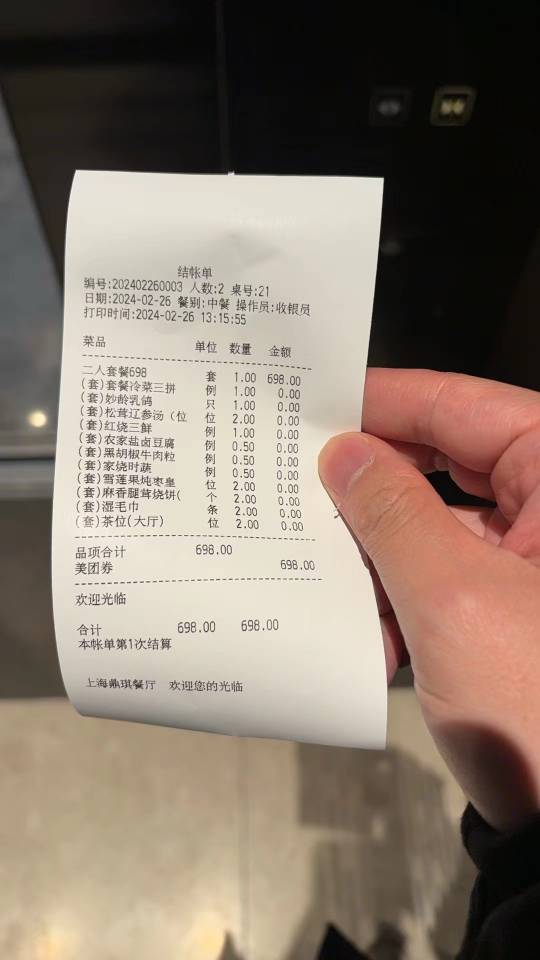 结帐单
编号:202402260003 人数:2 桌号:21
日期:2024-02-26 餐别:中餐 操作员:收银员
打印时间:2024-02-26 13:15:55
菜品 单位 数量 金额
二人套餐698 套 1.00 698.00
(套)套餐冷菜三拼 例 1.00 0.00
(套)妙龄乳鸽 只 1.00 0.00
(套)松茸辽参汤(位 位 2.00 0.00
(套)红烧三鲜 例 1.00 0.00
(套)农家盐卤豆腐 例 0.50 0.00
(套)黑胡椒牛肉粒 例 0.50 0.00
(套)家烧时蔬 例 0.50 0.00
(套)雪莲果炖枣皇 位 2.00 0.00
(套)麻香腿茸烧饼( 个 2.00 0.00
(套)湿毛巾 条 2.00 0.00
(套)茶位(大厅) 位 2.00 0.00
品项合计 698.00
美团券 698.00
欢迎光临
合计 698.00 698.00
本帐单第1次结算
上海鼎琪餐厅 欢迎您的光临